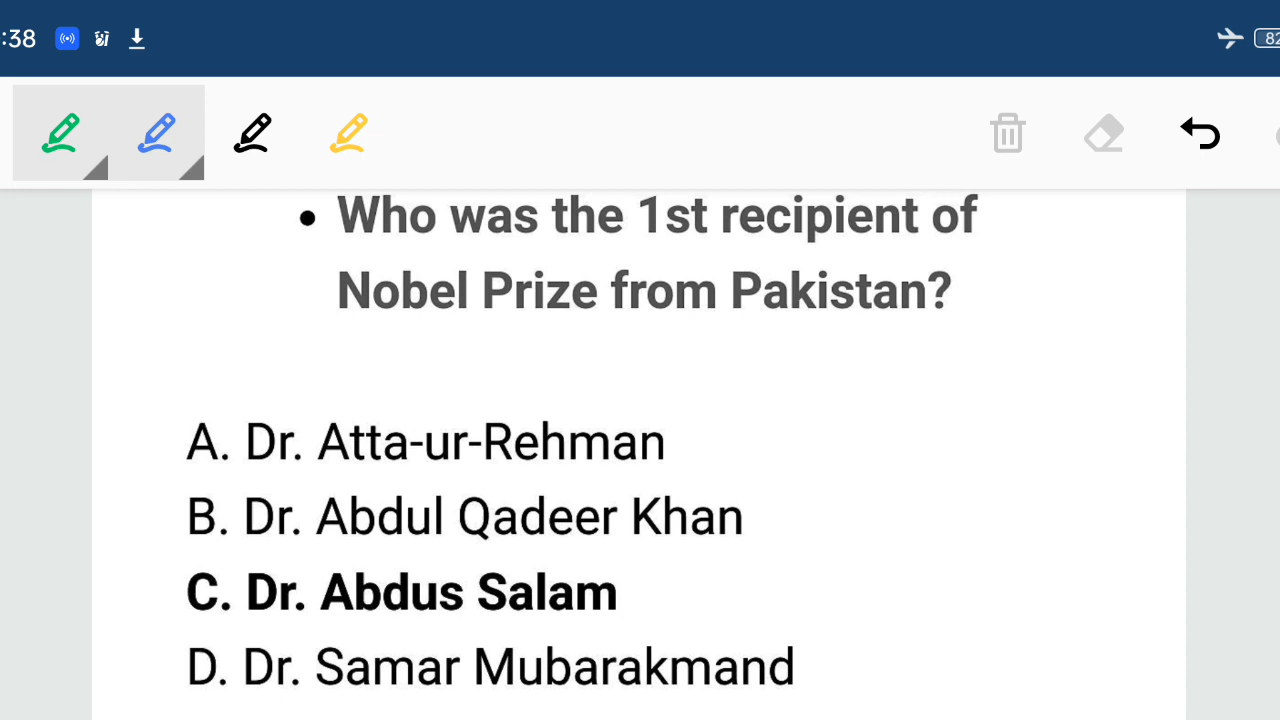 :38
82
• Who was the 1st recipient of
Nobel Prize from Pakistan?
A. Dr. Atta-ur-Rehman
B. Dr. Abdul Qadeer Khan
C. Dr. Abdus Salam
D. Dr. Samar Mubarakmand